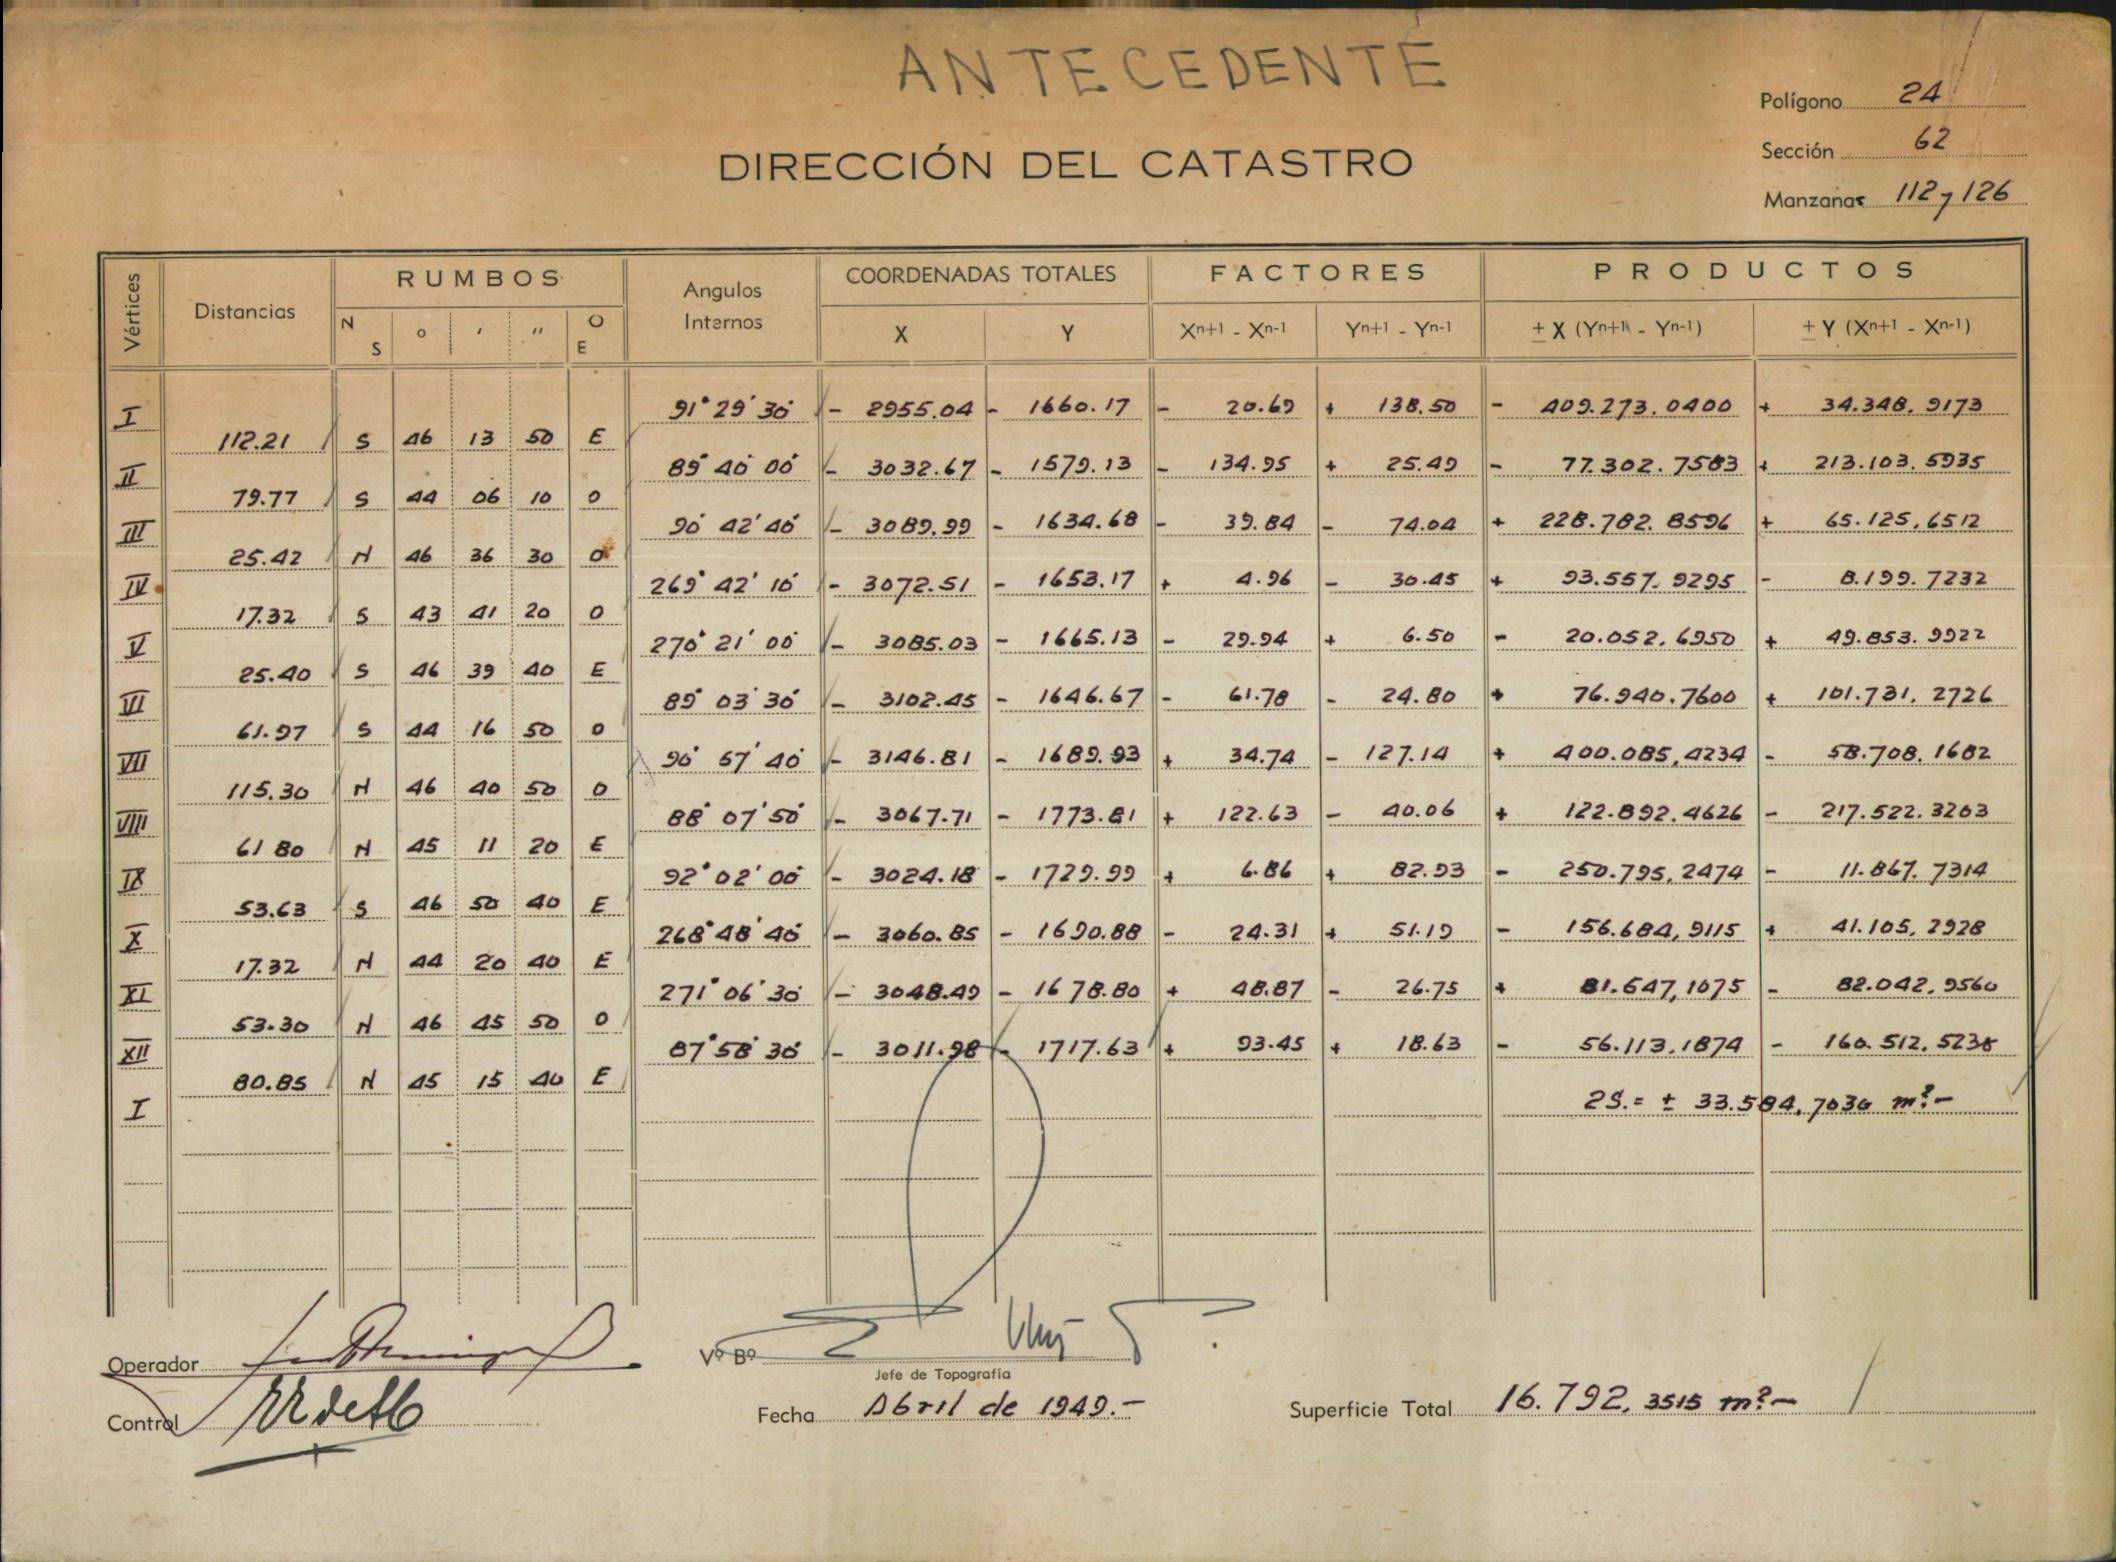 ANTECEDENTE
Polígono 24
Sección 62
Manzanas 112 y 126
DIRECCIÓN DEL CATASTRO
Vértices Distancias RUMBOS Angulos Internos COORDENADAS TOTALES FACTORES PRODUCTOS
N S ° ' '' O E X Y Xn+1 - Xn-1 Yn+1 - Yn-1 ± X (Yn+1 - Yn-1) ± Y (Xn+1 - Xn-1)
I 91° 29' 30'' - 2955.04 - 1660.17 - 20.69 + 138.50 - 409.273.0400 + 34.348.9173
112.21 S 46 13 50 E
II 89° 40' 00'' - 3032.67 - 1579.13 - 134.95 + 25.49 - 77.302.7583 + 213.103.5935
79.77 S 44 06 10 O
III 90° 42' 40'' - 3089.99 - 1634.68 - 39.84 - 74.04 + 228.782.8596 + 65.125,6512
25.42 N 46 36 30 O
IV 269° 42' 10'' - 3072.51 - 1653.17 + 4.96 - 30.45 + 93.557.9295 - 8.199.7232
17.32 S 43 41 20 O
V 270° 21' 00'' - 3085.03 - 1665.13 - 29.94 + 6.50 - 20.052,6950 + 49.853.9922
25.40 S 46 39 40 E
VI 89° 03' 30'' - 3102.45 - 1646.67 - 61.78 - 24.80 + 76.940.7600 + 101.731,2726
61.97 S 44 16 50 O
VII 90° 57' 40'' - 3146.81 - 1689.93 + 34.74 - 127.14 + 400.085,4234 - 58.708,1682
115.30 N 46 40 50 O
VIII 88° 07' 50'' - 3067.71 - 1773.81 + 122.63 - 40.06 + 122.892.4626 - 217.522.3203
61 80 N 45 11 20 E
IX 92° 02' 00'' - 3024.18 - 1729.99 + 6.86 + 82.93 - 250.795,2474 - 11.867.7314
53.63 S 46 50 40 E
X 268° 48' 40'' - 3060.85 - 1690.88 - 24.31 + 51.19 - 156.684,9115 + 41.105,2928
17.32 N 44 20 40 E
XI 271° 06' 30'' - 3048.49 - 1678.80 + 48.87 - 26.75 + 81.547,1075 - 82.042,9560
53.30 N 46 45 50 O
XII 87° 58' 30'' - 3011.98 - 1717.63 + 93.45 + 18.63 - 56.113,1874 - 160.512,5235
80.85 N 45 15 40 E
I 2S.= ± 33.584,7030 m².-
Operador
Vº Bº
Jefe de Topografía
Control
Fecha Abril de 1949.-
Superficie Total 16.792,3515 m².-